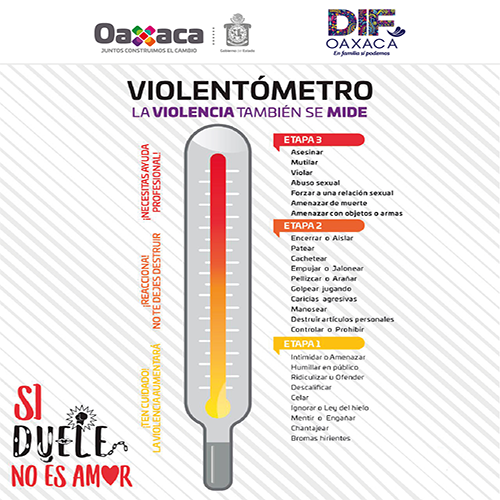 Oaxaca
JUNTOS CONSTRUIMOS EL CAMBIO
Gobierno del Estado
DIF
OAXACA
En familia sí podemos
VIOLENTÓMETRO
LA VIOLENCIA TAMBIÉN SE MIDE
¡NECESITAS AYUDA
PROFESIONAL!
¡REACCIONA!
NO TE DEJES DESTRUIR
¡TEN CUIDADO!
LA VIOLENCIA AUMENTARÁ
ETAPA 3
Asesinar
Mutilar
Violar
Abuso sexual
Forzar a una relación sexual
Amenazar de muerte
Amenazar con objetos o armas
ETAPA 2
Encerrar o Aislar
Patear
Cachetear
Empujar o Jalonear
Pellizcar o Arañar
Golpear jugando
Caricias agresivas
Manosear
Destruir artículos personales
Controlar o Prohibir
ETAPA 1
Intimidar o Amenazar
Humillar en público
Ridiculizar u Ofender
Descalificar
Celar
Ignorar o Ley del hielo
Mentir o Engañar
Chantajear
Bromas hirientes
SI
DUELE
NO ES AMOR